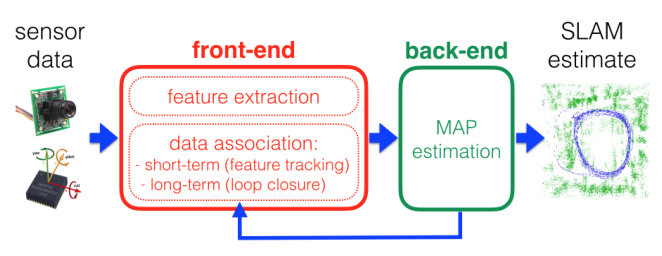 sensor
data
front-end
feature extraction
data association:
- short-term (feature tracking)
- long-term (loop closure)
back-end
MAP
estimation
SLAM
estimate